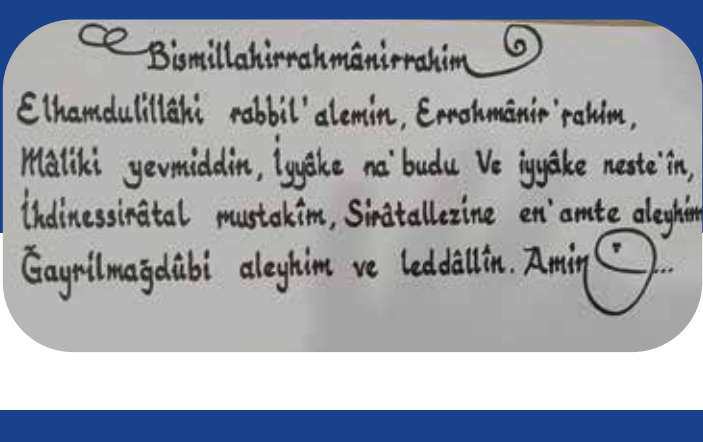 Bismillahirrahmânirrahim
Elhamdulillâhi rabbil'alemin, Errahmânir'rahim,
Mâliki yevmiddin, İyyâke na'budu Ve iyyâke neste'în,
İhdinessirâtal mustakîm, Sirâtallezine en'amte aleyhim
Ğayrilmağdûbi aleyhim ve leddâllîn. Amin...